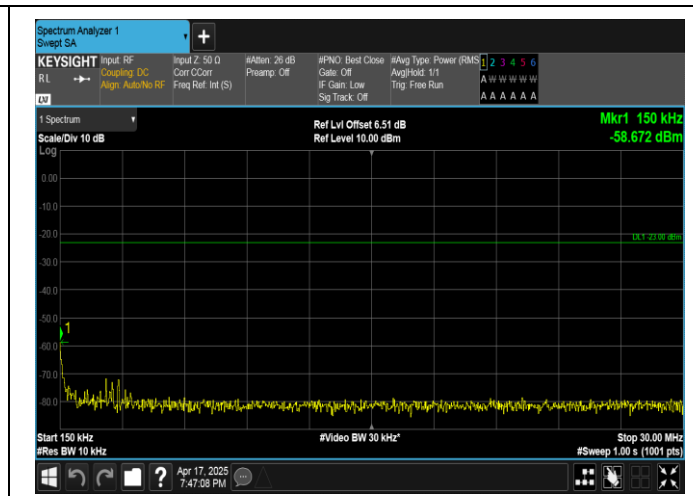 Spectrum Analyzer 1
Swept SA
+
KEYSIGHT
RL
LXI
Input: RF
Coupling: DC
Align: Auto/No RF
Input Z: 50 Ω
Corr CCorr
Freq Ref: Int (S)
#Atten: 26 dB
Preamp: Off
#PNO: Best Close
Gate: Off
IF Gain: Low
Sig Track: Off
#Avg Type: Power (RMS
Avg|Hold: 1/1
Trig: Free Run
1 2 3 4 5 6
A W W W W W
A A A A A A
1 Spectrum
Scale/Div 10 dB
Log
Ref Lvl Offset 6.51 dB
Ref Level 10.00 dBm
Mkr1 150 kHz
-58.672 dBm
0.00
-10.0
-20.0
DL1 -23.00 dBm
-30.0
-40.0
-50.0
1
-60.0
-70.0
-80.0
Start 150 kHz
#Res BW 10 kHz
#Video BW 30 kHz*
Stop 30.00 MHz
#Sweep 1.00 s (1001 pts)
?
Apr 17, 2025
7:47:08 PM